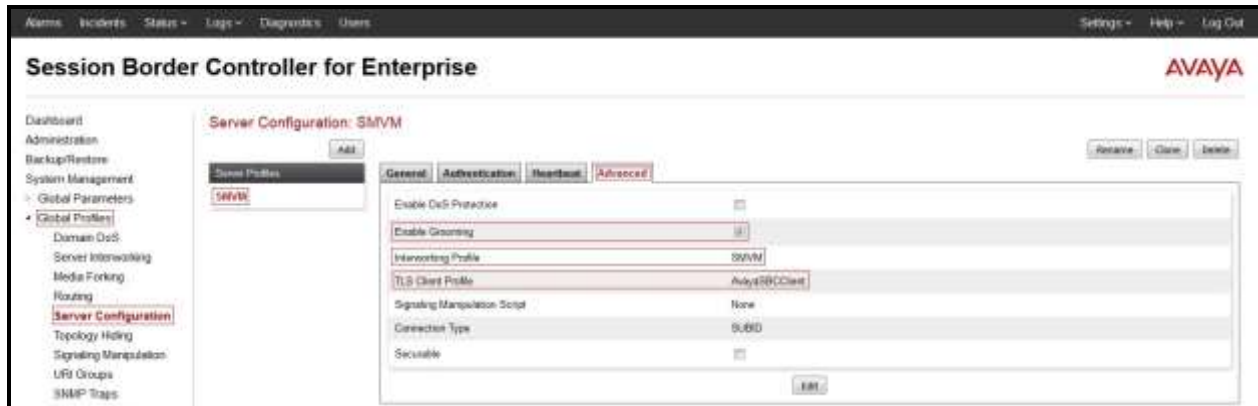 Alarms Incidents Status Logs Diagnostics Users Settings Help Log Out
Session Border Controller for Enterprise
AVAYA
Dashboard
Administration
Backup/Restore
System Management
Global Parameters
Global Profiles
Domain DoS
Server Interworking
Media Forking
Routing
Server Configuration
Topology Hiding
Signaling Manipulation
URI Groups
SNMP Traps
Server Configuration: SMVM
Add
Rename Clone Delete
Server Profiles
SMVM
General Authentication Heartbeat Advanced
Enable DoS Protection
Enable Grooming
Interworking Profile SMVM
TLS Client Profile AvayaSBCClient
Signaling Manipulation Script None
Connection Type SUBID
Securable
Edit